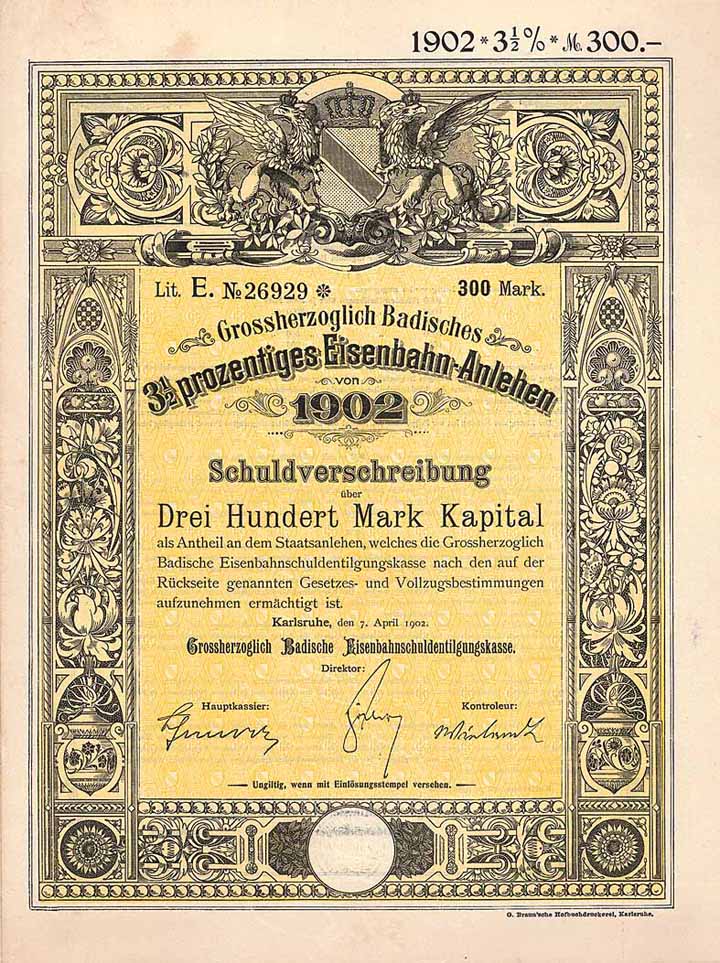 1902 * 3½% * M. 300.–
Lit. E. No 26929 * 300 Mark.
Grossherzoglich Badisches
3½ prozentiges Eisenbahn-Anlehen
von
1902
Schuldverschreibung
über
Drei Hundert Mark Kapital
als Antheil an dem Staatsanlehen, welches die Grossherzoglich
Badische Eisenbahnschuldentilgungskasse nach den auf der
Rückseite genannten Gesetzes- und Vollzugsbestimmungen
aufzunehmen ermächtigt ist.
Karlsruhe, den 7. April 1902.
Grossherzoglich Badische Eisenbahnschuldentilgungskasse.
Direktor:
Hauptkassier: Kontroleur:
Ungiltig, wenn mit Einlösungsstempel versehen.
G. Braun'sche Hofbuchdruckerei, Karlsruhe.